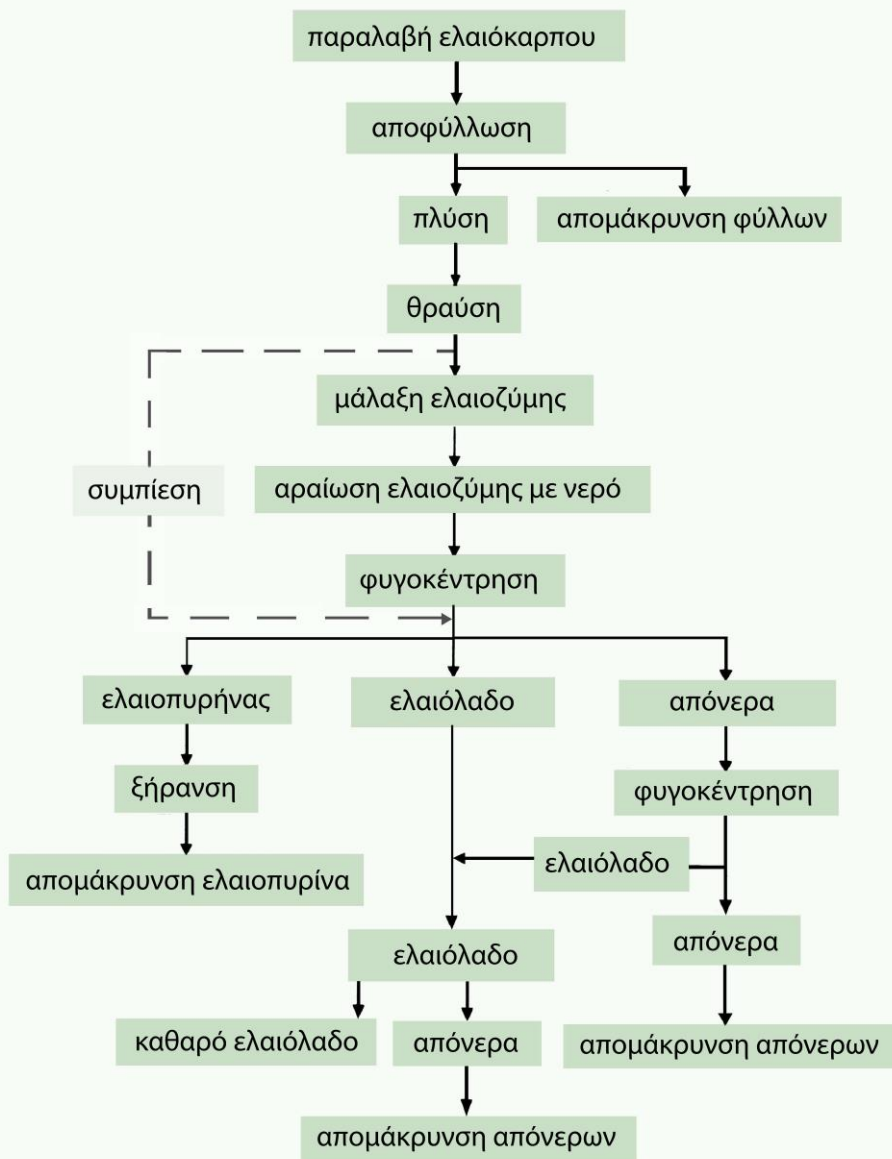 παραλαβή ελαιόκαρπου
αποφύλλωση
πλύση
απομάκρυνση φύλλων
θραύση
μάλαξη ελαιοζύμης
συμπίεση
αραίωση ελαιοζύμης με νερό
φυγοκέντρηση
ελαιοπυρήνας
ελαιόλαδο
απόνερα
ξήρανση
φυγοκέντρηση
απομάκρυνση ελαιοπυρίνα
ελαιόλαδο
απόνερα
ελαιόλαδο
καθαρό ελαιόλαδο
απόνερα
απομάκρυνση απόνερων
απομάκρυνση απόνερων